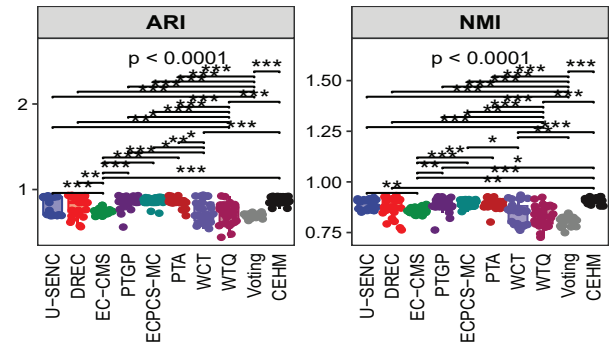 ARI
NMI
p < 0.0001
p < 0.0001
2
1
1.50
1.25
1.00
0.75
U-SENC
DREC
EC-CMS
PTGP
ECPCS-MC
PTA
WCT
WTQ
Voting
CEHM
U-SENC
DREC
EC-CMS
PTGP
ECPCS-MC
PTA
WCT
WTQ
Voting
CEHM